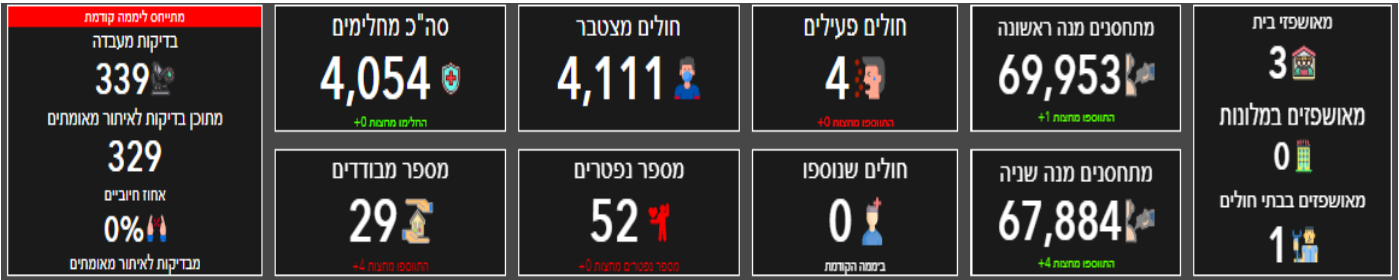 מאושפזי בית
3
מאושפזים במלונות
0
מאושפזים בבתי חולים
1
מתחסנים מנה ראשונה
69,953
התווספו מחצות 1+
מתחסנים מנה שניה
67,884
התווספו מחצות 4+
חולים פעילים
4
התווספו מחצות 0+
חולים שנוספו
0
ביממה הקודמת
חולים מצטבר
4,111
מספר נפטרים
52
מספר נפטרים מחצות 0+
סה"כ מחלימים
4,054
החלימו מחצות 0+
מספר מבודדים
29
התווספו מחצות 4+
מתייחס ליממה קודמת
בדיקות מעבדה
339
מתוכן בדיקות לאיתור מאומתים
329
אחוז חיוביים
0%
מבדיקות לאיתור מאומתים